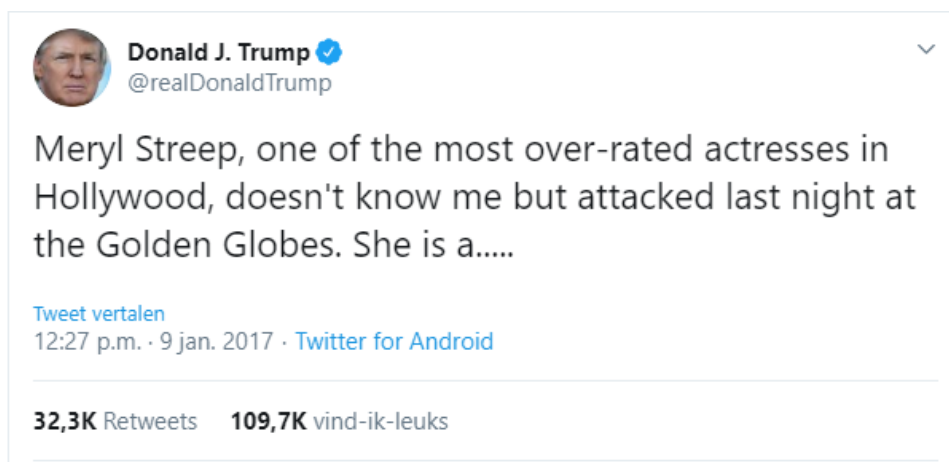 Donald J. Trump
@realDonaldTrump
Meryl Streep, one of the most over-rated actresses in
Hollywood, doesn't know me but attacked last night at
the Golden Globes. She is a.....
Tweet vertalen
12:27 p.m. · 9 jan. 2017 · Twitter for Android
32,3K Retweets 109,7K vind-ik-leuks